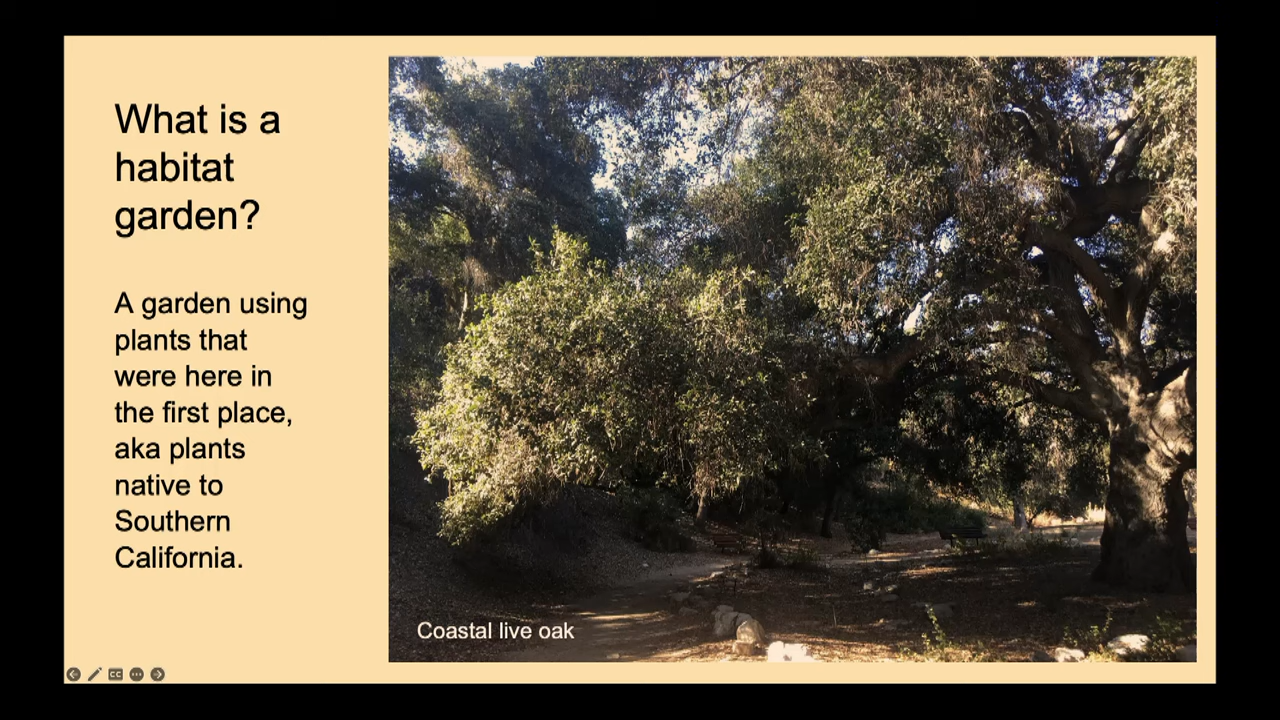 What is a
habitat
garden?
A garden using
plants that
were here in
the first place,
aka plants
native to
Southern
California.
Coastal live oak
CC